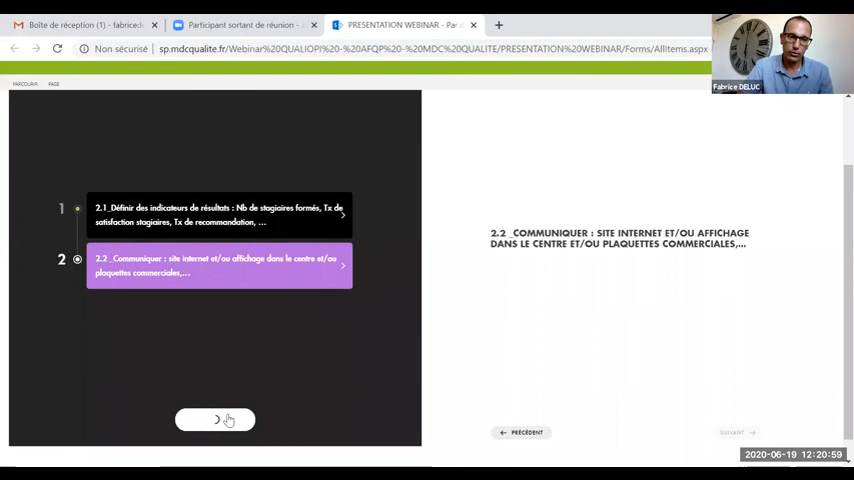 Boîte de réception (1) - fabricede
Participant sortant de réunion -
PRESENTATION WEBINAR - Par
Non sécurisé
sp.mdcqualite.fr/Webinar%20QUALIOPI%20-%20AFQP%20-%20MDC%20QUALITE/PRESENTATION%20WEBINAR/Forms/AllItems.aspx
Fabrice DELUC
PARCOURIR
PAGE
1
2.1_Définir des indicateurs de résultats : Nb de stagiaires formés, Tx de
satisfaction stagiaires, Tx de recommandation, ...
2
2.2 _Communiquer : site internet et/ou affichage dans le centre et/ou
plaquettes commerciales,...
2.2 _COMMUNIQUER : SITE INTERNET ET/OU AFFICHAGE
DANS LE CENTRE ET/OU PLAQUETTES COMMERCIALES,...
PRÉCÉDENT
SUIVANT
2020-06-19 12:20:59